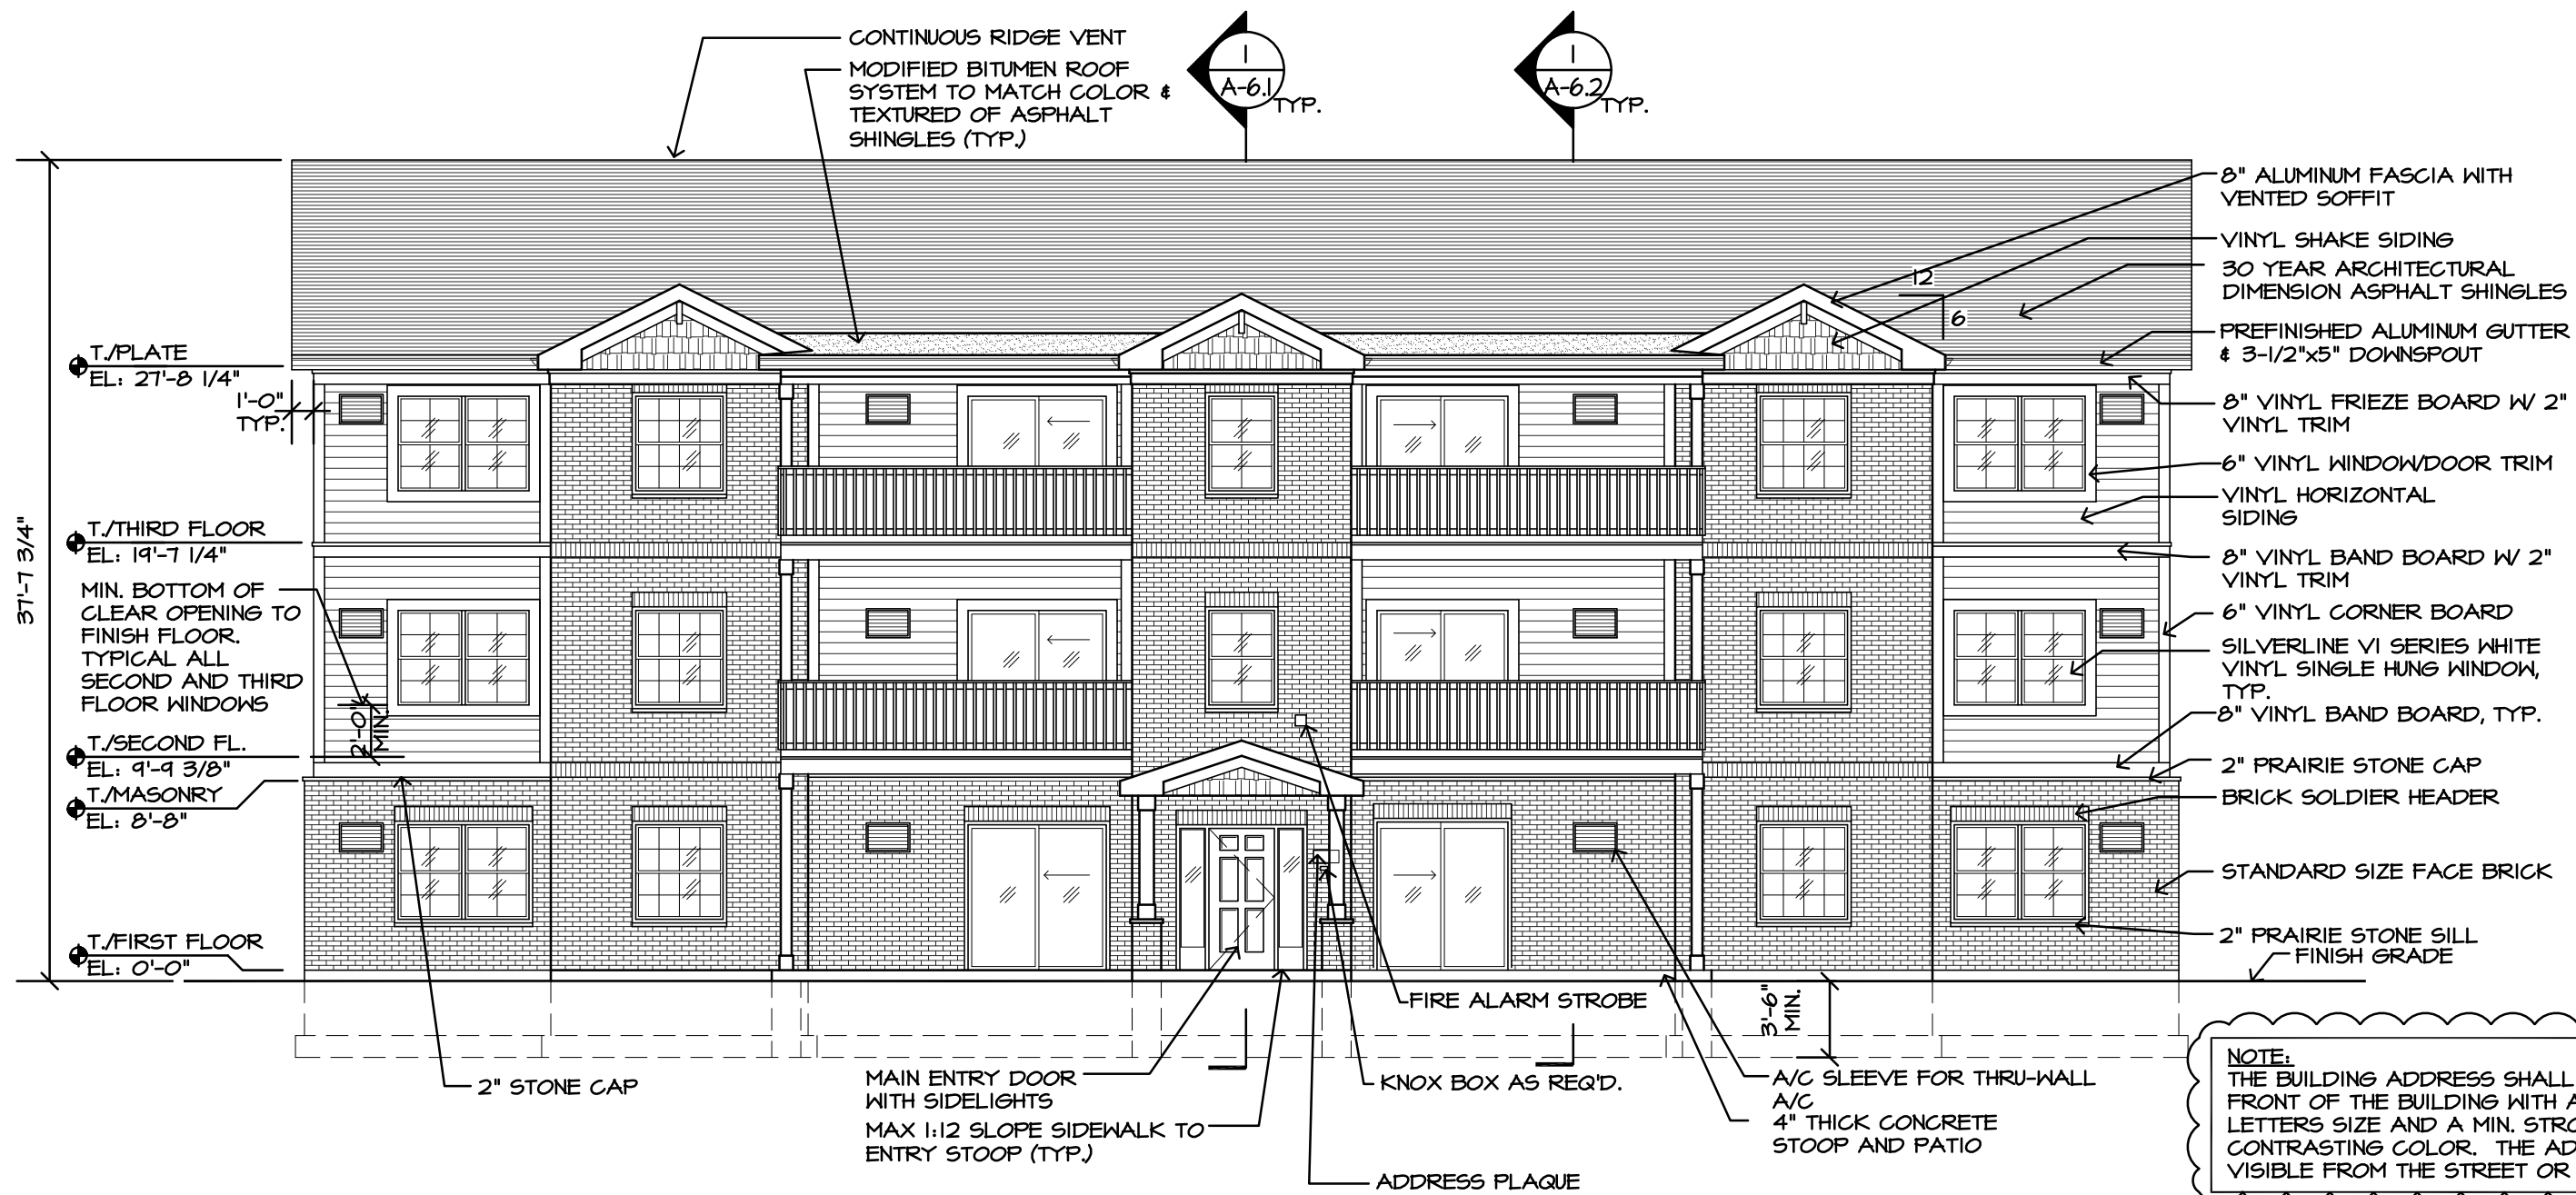 CONTINUOUS RIDGE VENT
MODIFIED BITUMEN ROOF
SYSTEM TO MATCH COLOR &
TEXTURED OF ASPHALT
SHINGLES (TYP.)
1
A-6.1
TYP.
1
A-6.2
TYP.
8" ALUMINUM FASCIA WITH
VENTED SOFFIT
VINYL SHAKE SIDING
30 YEAR ARCHITECTURAL
DIMENSION ASPHALT SHINGLES
12
6
PREFINISHED ALUMINUM GUTTER
& 3-1/2"x5" DOWNSPOUT
8" VINYL FRIEZE BOARD W/ 2"
VINYL TRIM
6" VINYL WINDOW/DOOR TRIM
VINYL HORIZONTAL
SIDING
8" VINYL BAND BOARD W/ 2"
VINYL TRIM
6" VINYL CORNER BOARD
SILVERLINE V1 SERIES WHITE
VINYL SINGLE HUNG WINDOW,
TYP.
8" VINYL BAND BOARD, TYP.
2" PRAIRIE STONE CAP
BRICK SOLDIER HEADER
STANDARD SIZE FACE BRICK
2" PRAIRIE STONE SILL
FINISH GRADE
37'-7 3/4"
T./PLATE
EL: 27'-8 1/4"
1'-0"
TYP.
T./THIRD FLOOR
EL: 19'-7 1/4"
MIN. BOTTOM OF
CLEAR OPENING TO
FINISH FLOOR.
TYPICAL ALL
SECOND AND THIRD
FLOOR WINDOWS
2'-0"
MIN.
T./SECOND FL.
EL: 9'-9 3/8"
T./MASONRY
EL: 8'-8"
T./FIRST FLOOR
EL: 0'-0"
2" STONE CAP
MAIN ENTRY DOOR
WITH SIDELIGHTS
MAX 1:12 SLOPE SIDEWALK TO
ENTRY STOOP (TYP.)
FIRE ALARM STROBE
KNOX BOX AS REQ'D.
ADDRESS PLAQUE
3'-6"
MIN.
A/C SLEEVE FOR THRU-WALL
A/C
4" THICK CONCRETE
STOOP AND PATIO
NOTE:
THE BUILDING ADDRESS SHALL
FRONT OF THE BUILDING WITH A
LETTERS SIZE AND A MIN. STRO
CONTRASTING COLOR. THE AD
VISIBLE FROM THE STREET OR